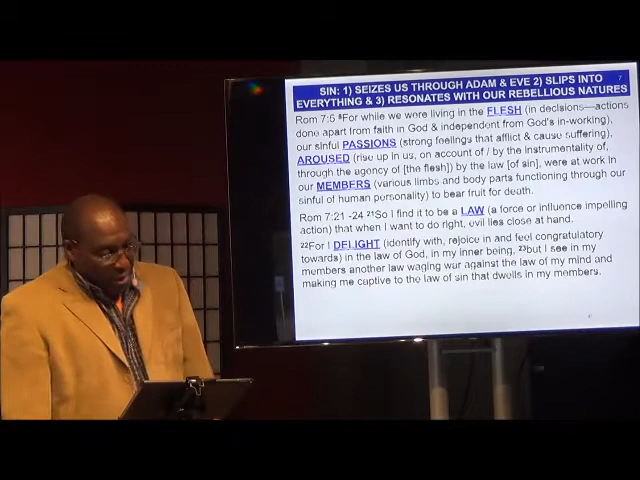 7
SIN: 1) SEIZES US THROUGH ADAM & EVE 2) SLIPS INTO
EVERYTHING & 3) RESONATES WITH OUR REBELLIOUS NATURES
Rom 7:5 ⁵For while we were living in the FLESH (in decisions—actions
done apart from faith in God & independent from God's in-working),
our sinful PASSIONS (strong feelings that afflict & cause suffering),
AROUSED (rise up in us, on account of / by the instrumentality of,
through the agency of [the flesh]) by the law [of sin], were at work in
our MEMBERS (various limbs and body parts functioning through our
sinful of human personality) to bear fruit for death.
Rom 7:21 -24 ²¹So I find it to be a LAW (a force or influence impelling
action) that when I want to do right, evil lies close at hand.
²²For I DELIGHT (identify with, rejoice in and feel congratulatory
towards) in the law of God, in my inner being, ²³but I see in my
members another law waging war against the law of my mind and
making me captive to the law of sin that dwells in my members.